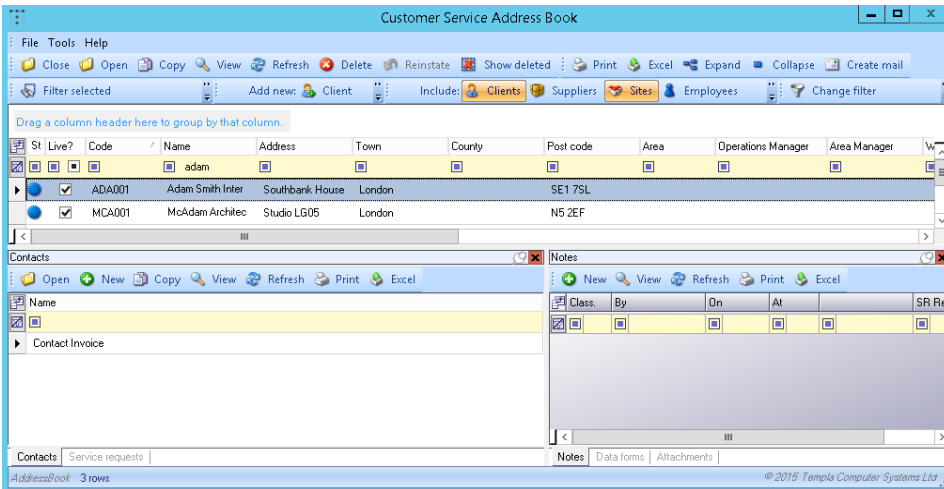 Customer Service Address Book
File Tools Help
Close Open Copy View Refresh Delete Reinstate Show deleted Print Excel Expand Collapse Create mail
Filter selected Add new: Client Include: Clients Suppliers Sites Employees Change filter
Drag a column header here to group by that column.
St Live? Code Name Address Town County Post code Area Operations Manager Area Manager
adam
ADA001 Adam Smith Inter Southbank House London SE1 7SL
MCA001 McAdam Architec Studio LG05 London N5 2EF
Contacts Notes
Open New Copy View Refresh Print Excel New View Refresh Print Excel
Name Class. By On At SR Re
Contact Invoice
Contacts Service requests Notes Data forms Attachments
AddressBook 3 rows © 2015 Templa Computer Systems Ltd